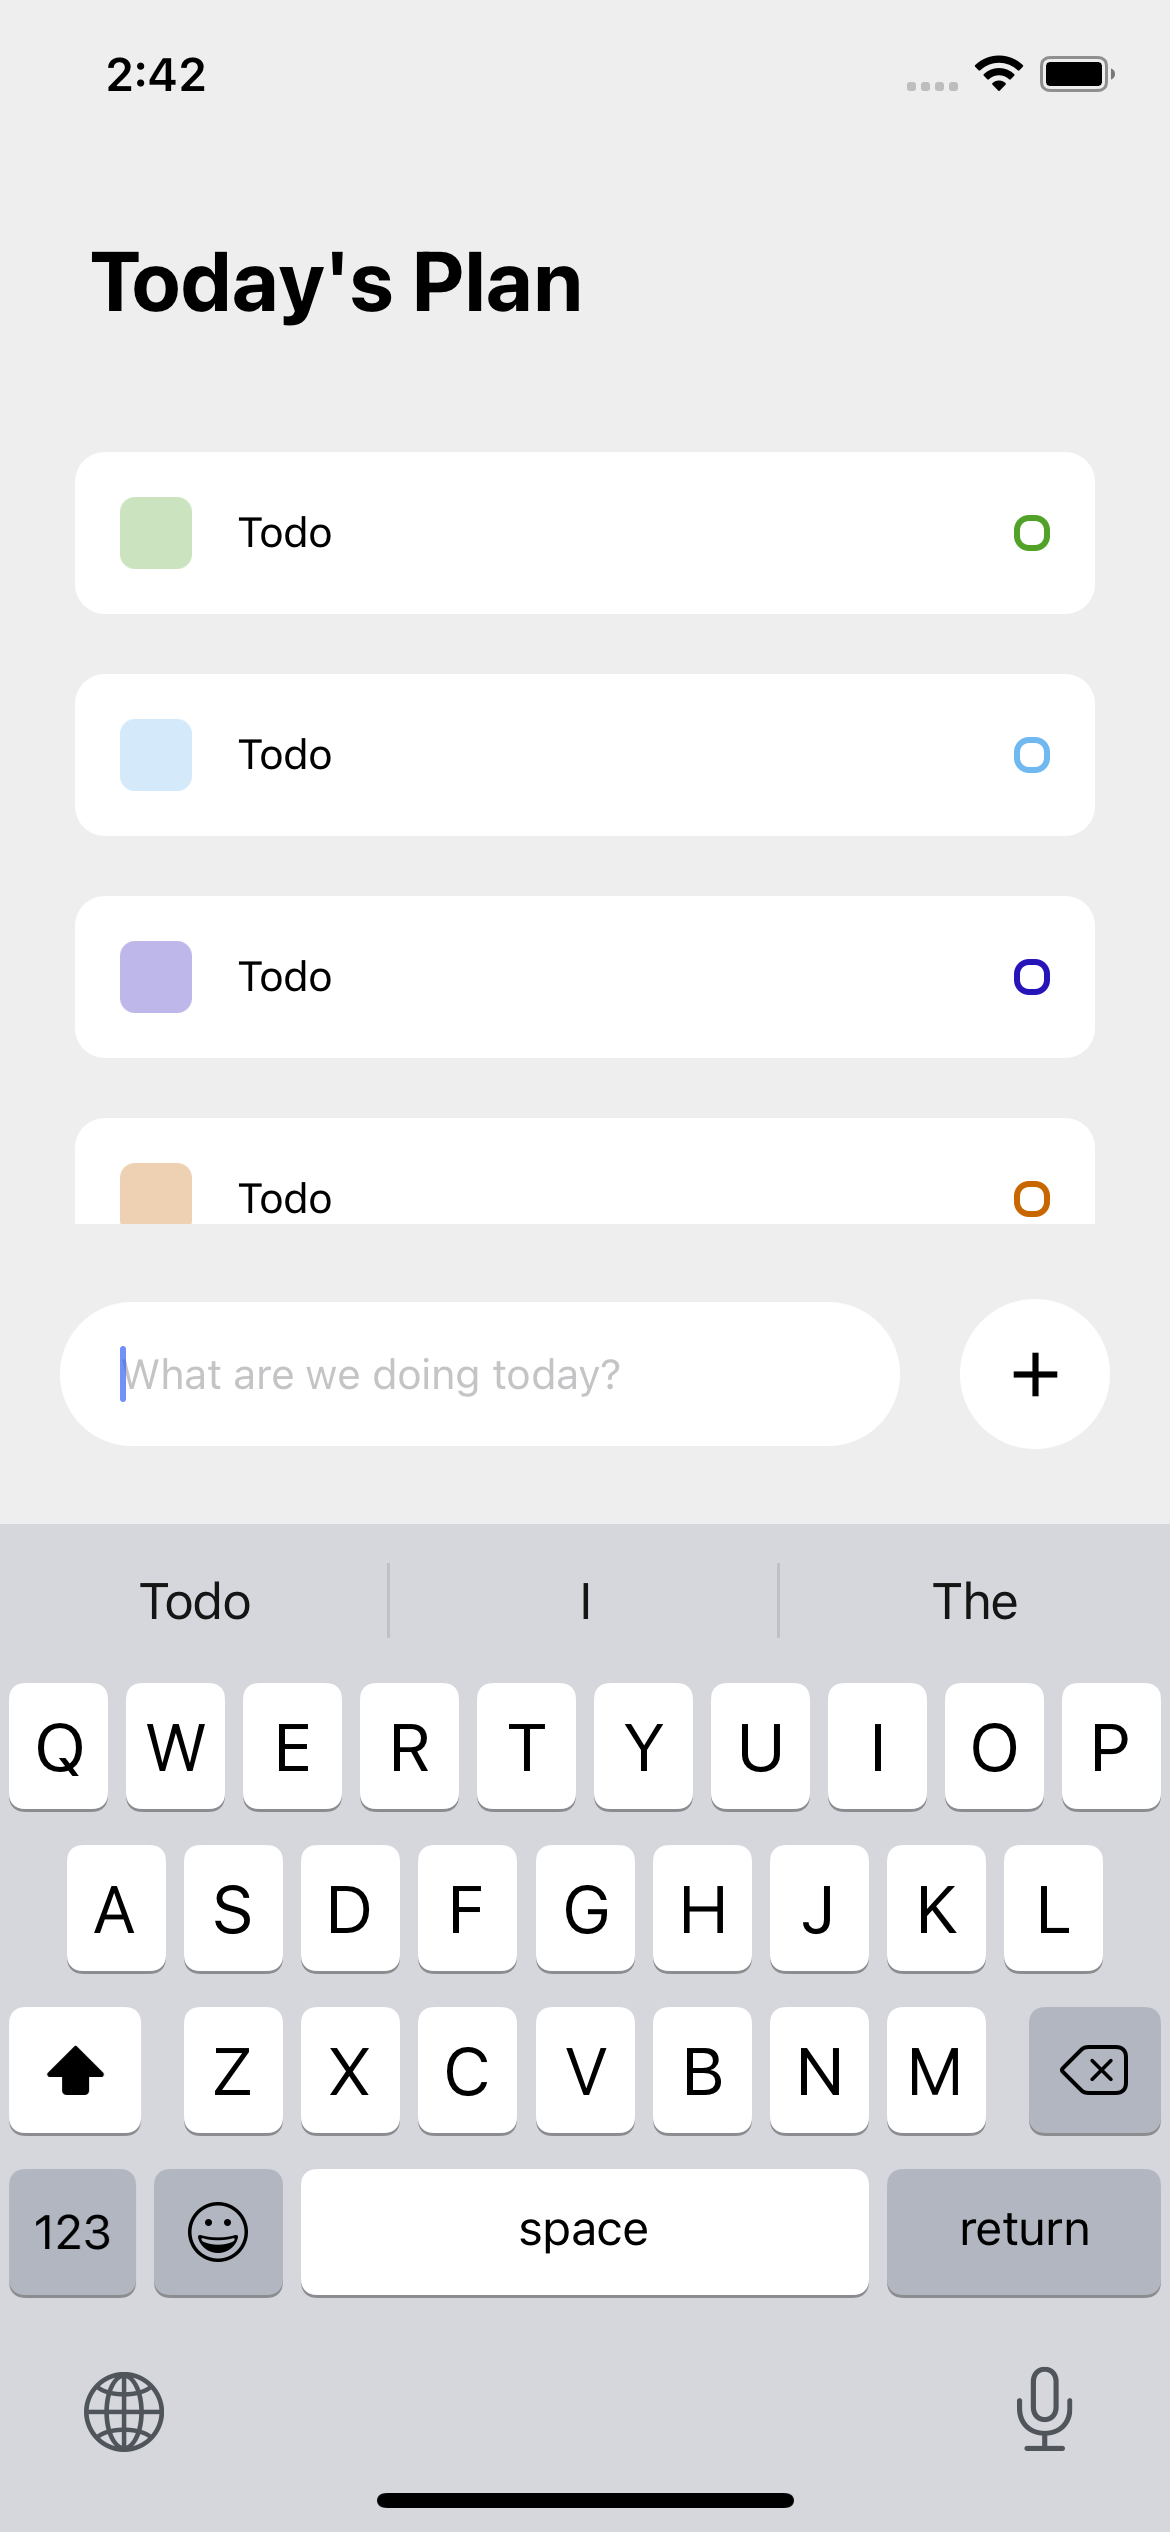 2:42
Today's Plan
Todo
Todo
Todo
Todo
What are we doing today?
Todo I The
Q W E R T Y U I O P
A S D F G H J K L
Z X C V B N M
123 space return